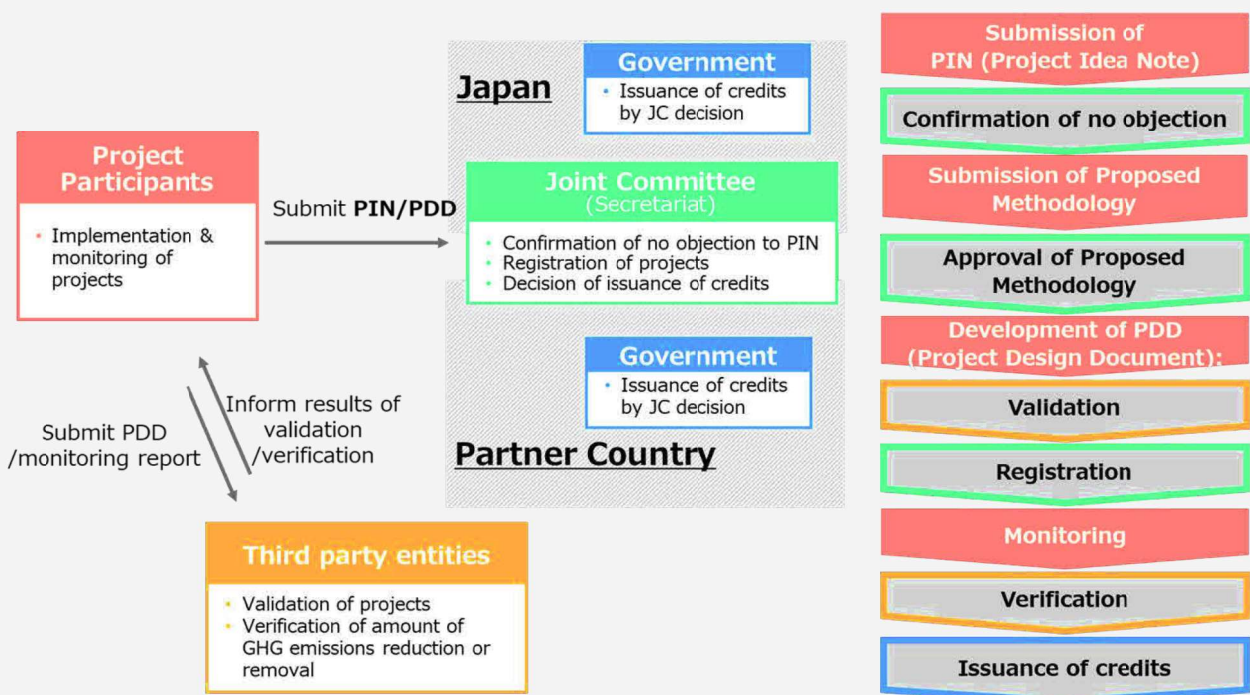 Project
Participants
• Implementation &
monitoring of
projects
Submit PIN/PDD
Japan
Government
• Issuance of credits
by JC decision
Joint Committee
(Secretariat)
• Confirmation of no objection to PIN
• Registration of projects
• Decision of issuance of credits
Government
• Issuance of credits
by JC decision
Partner Country
Submit PDD
/monitoring report
Inform results of
validation
/verification
Third party entities
• Validation of projects
• Verification of amount of
GHG emissions reduction or
removal
Submission of
PIN (Project Idea Note)
Confirmation of no objection
Submission of Proposed
Methodology
Approval of Proposed
Methodology
Development of PDD
(Project Design Document):
Validation
Registration
Monitoring
Verification
Issuance of credits